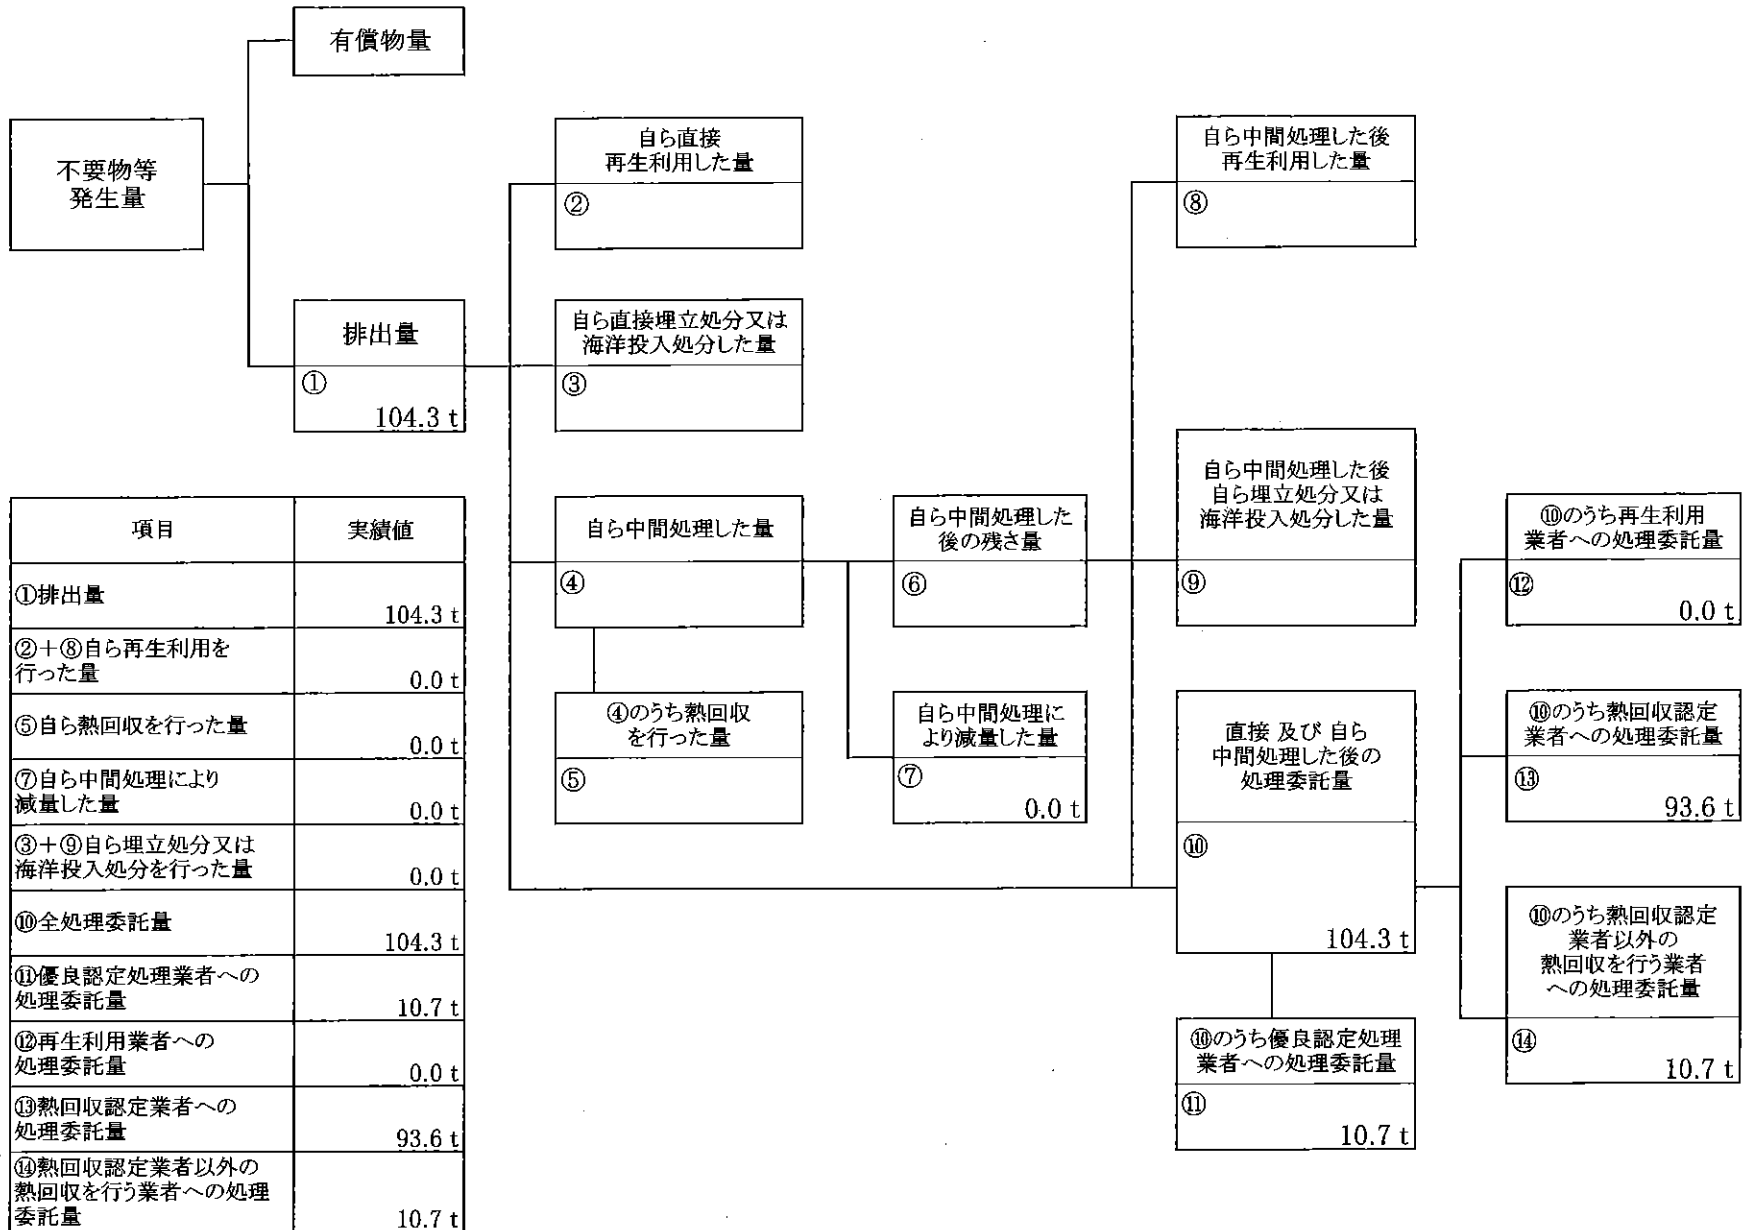 有償物量
不要物等
発生量
排出量
①
104.3 t
自ら直接
再生利用した量
②
自ら直接埋立処分又は
海洋投入処分した量
③
自ら中間処理した量
④
④のうち熱回収
を行った量
⑤
自ら中間処理した
後の残さ量
⑥
自ら中間処理に
より減量した量
⑦
0.0 t
自ら中間処理した後
再生利用した量
⑧
自ら中間処理した後
自ら埋立処分又は
海洋投入処分した量
⑨
直接 及び 自ら
中間処理した後の
処理委託量
⑩
104.3 t
⑩のうち優良認定処理
業者への処理委託量
⑪
10.7 t
⑩のうち再生利用
業者への処理委託量
⑫
0.0 t
⑩のうち熱回収認定
業者への処理委託量
⑬
93.6 t
⑩のうち熱回収認定
業者以外の
熱回収を行う業者
への処理委託量
⑭
10.7 t
項目 実績値
①排出量
104.3 t
②+⑧自ら再生利用を
行った量
0.0 t
⑤自ら熱回収を行った量
0.0 t
⑦自ら中間処理により
減量した量
0.0 t
③+⑨自ら埋立処分又は
海洋投入処分を行った量
0.0 t
⑩全処理委託量
104.3 t
⑪優良認定処理業者への
処理委託量
10.7 t
⑫再生利用業者への
処理委託量
0.0 t
⑬熱回収認定業者への
処理委託量
93.6 t
⑭熱回収認定業者以外の
熱回収を行う業者への処理
委託量
10.7 t